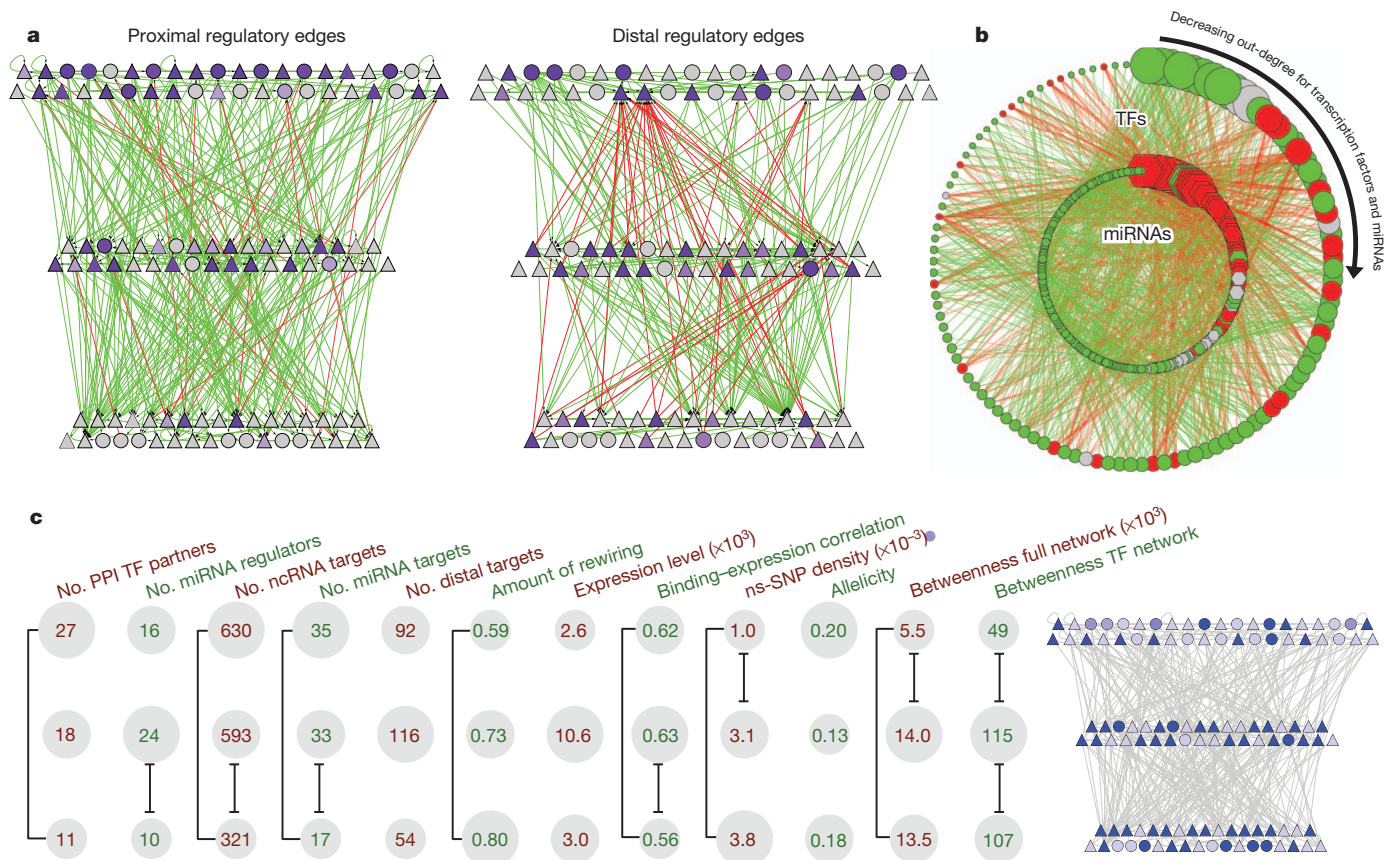 a
Proximal regulatory edges
Distal regulatory edges
b
Decreasing out-degree for transcription factors and miRNAs
TFs
miRNAs
c
No. PPI TF partners
No. miRNA regulators
No. ncRNA targets
No. miRNA targets
No. distal targets
Amount of rewiring
Expression level (×10³)
Binding–expression correlation
ns-SNP density (×10⁻³)
Allelicity
Betweenness full network (×10³)
Betweenness TF network
27 16 630 35 92 0.59 2.6 0.62 1.0 0.20 5.5 49
18 24 593 33 116 0.73 10.6 0.63 3.1 0.13 14.0 115
11 10 321 17 54 0.80 3.0 0.56 3.8 0.18 13.5 107